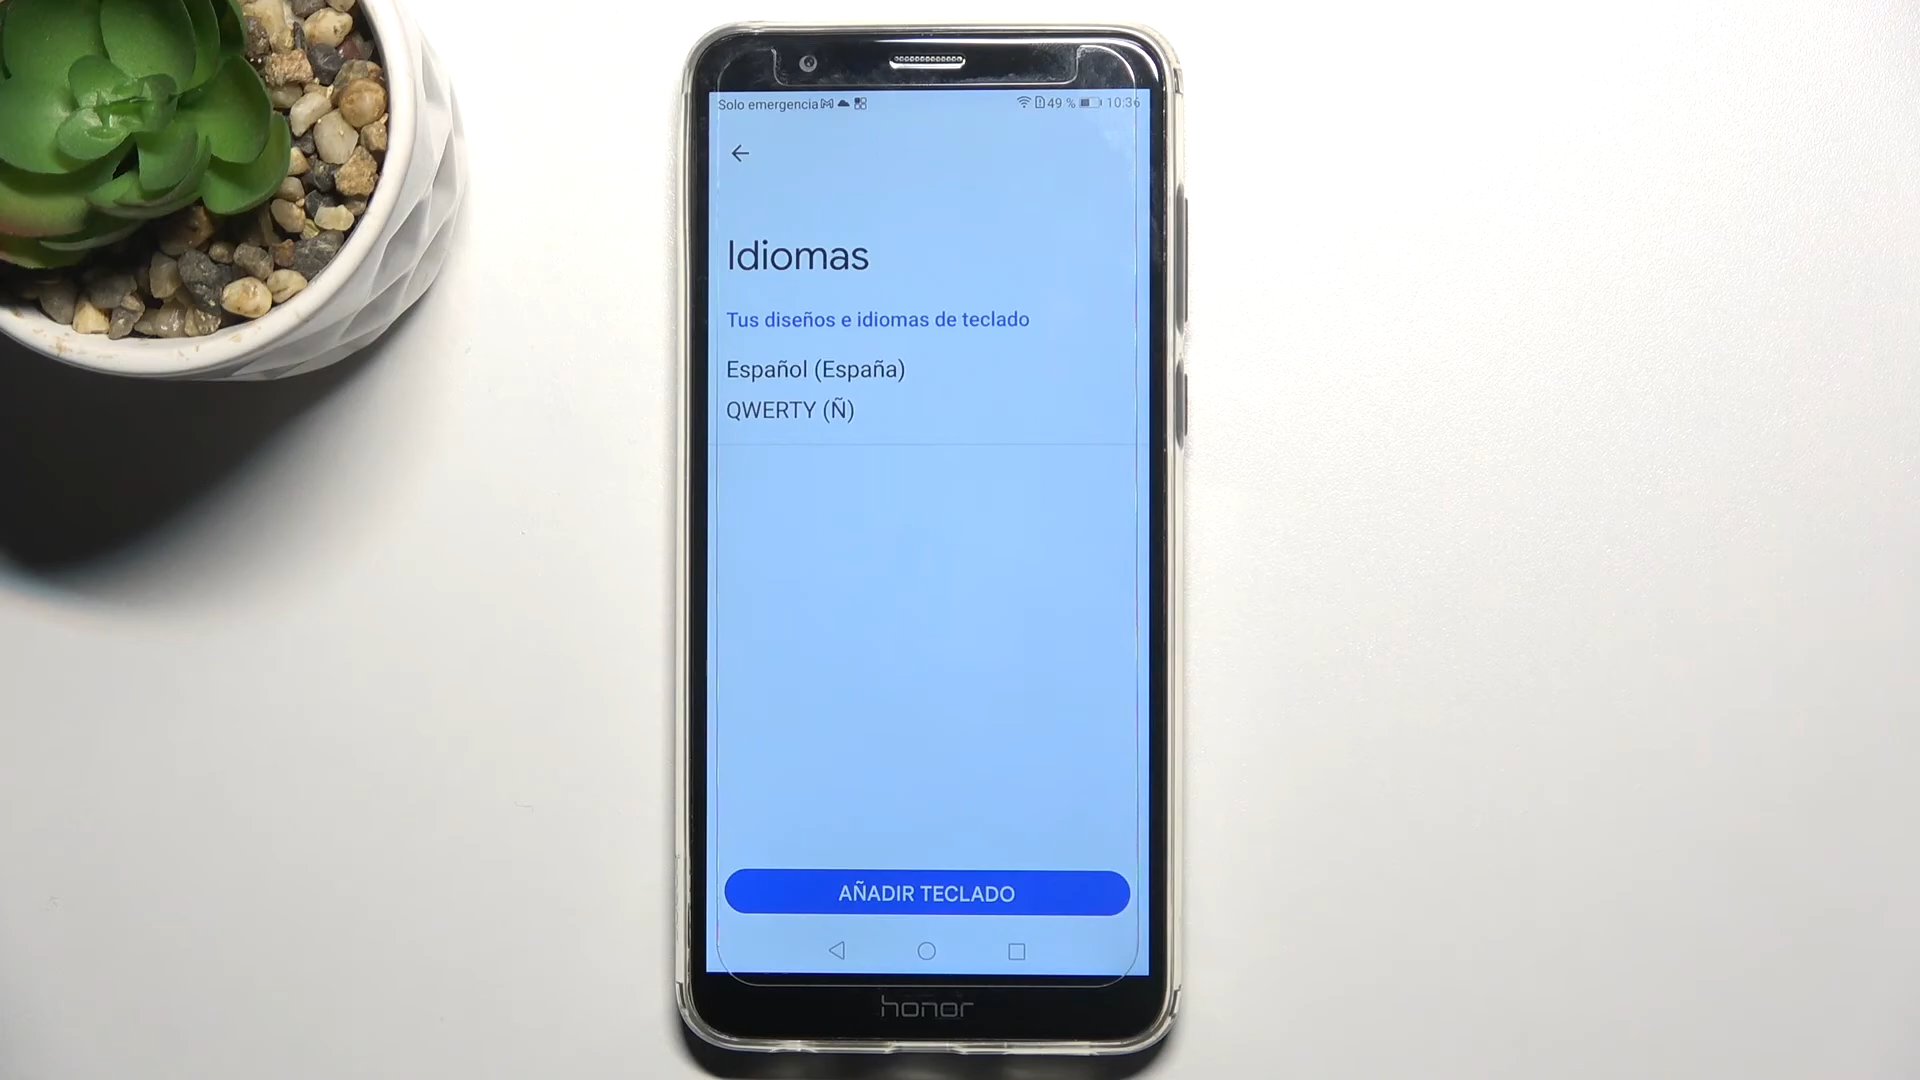 Solo emergencia 49 % 10:36
Idiomas
Tus diseños e idiomas de teclado
Español (España)
QWERTY (Ñ)
AÑADIR TECLADO
honor